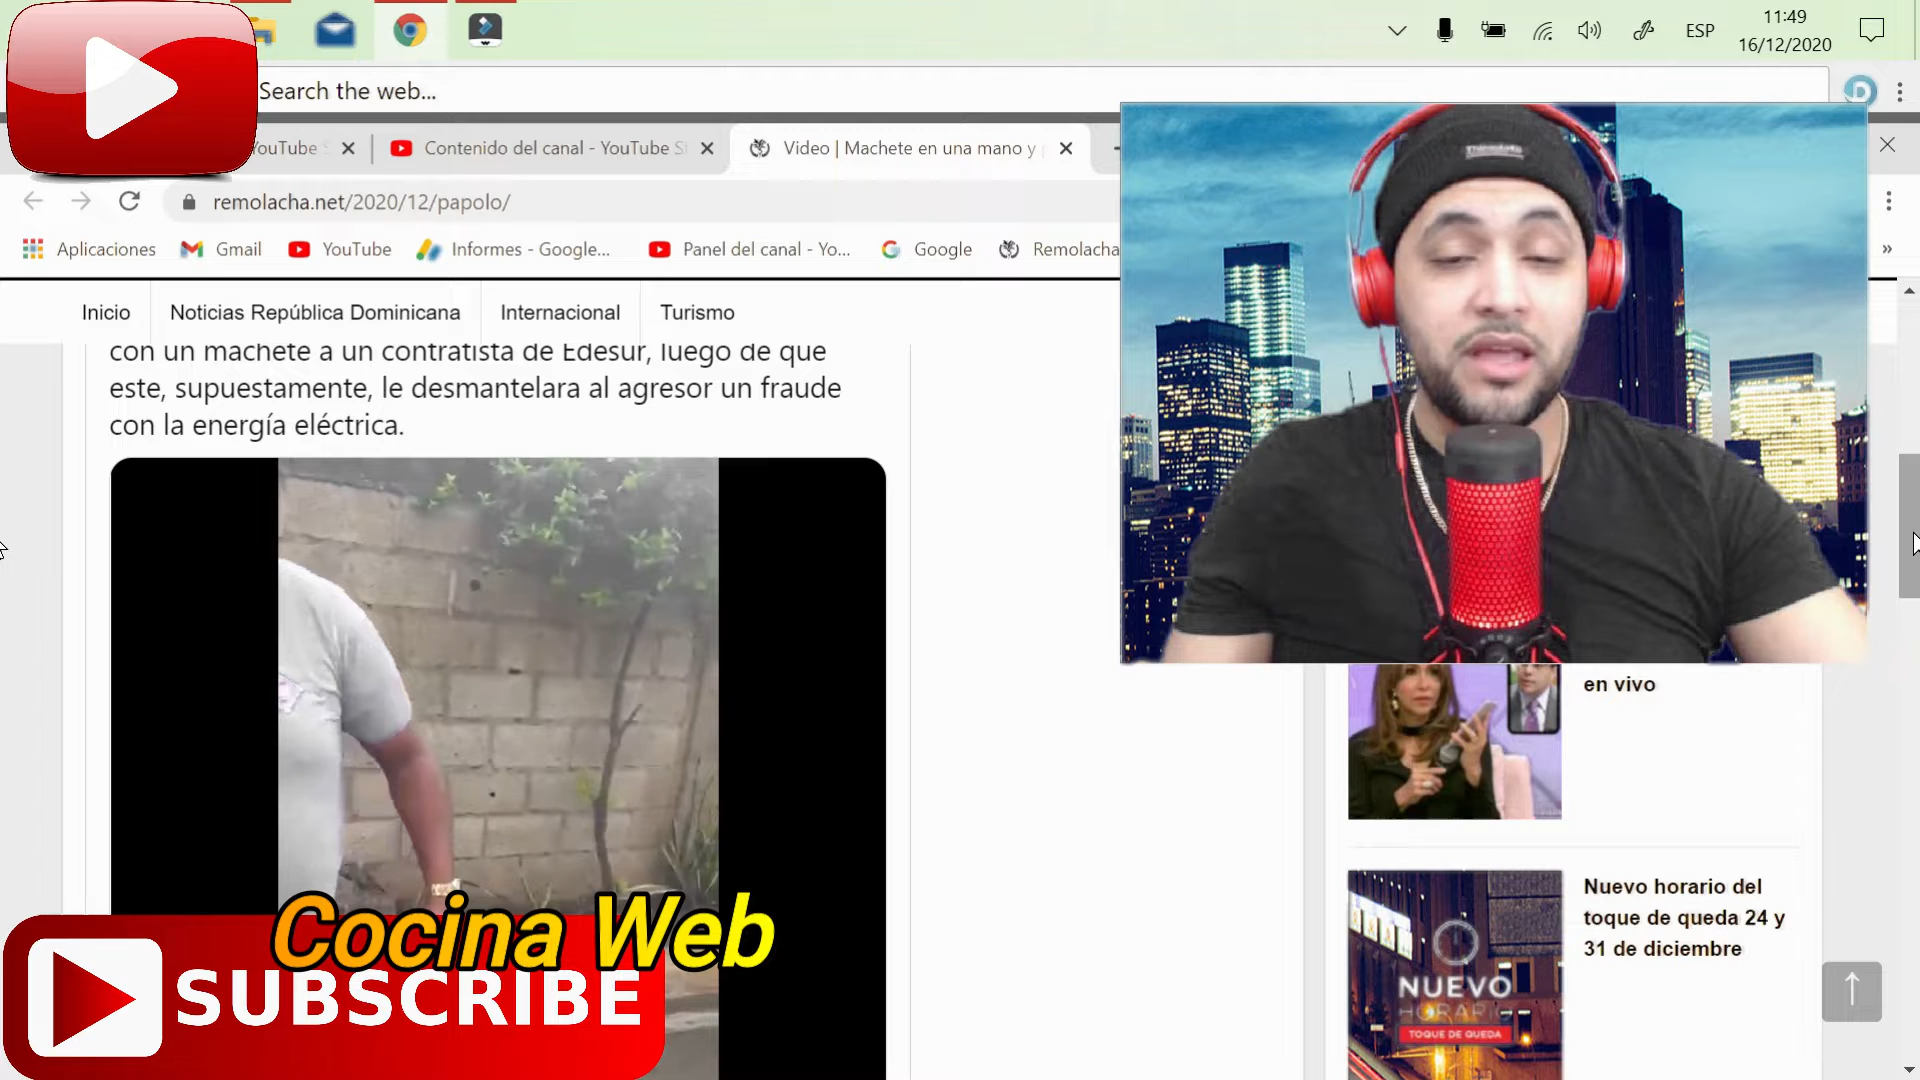 ESP
11:49
16/12/2020
Search the web...
YouTube S
Contenido del canal - YouTube S
Video | Machete en una mano y p
remolacha.net/2020/12/papolo/
Aplicaciones
Gmail
YouTube
Informes - Google...
Panel del canal - Yo...
Google
Remolacha
»
Inicio
Noticias República Dominicana
Internacional
Turismo
con un machete a un contratista de Edesur, luego de que
este, supuestamente, le desmantelara al agresor un fraude
con la energía eléctrica.
en vivo
Nuevo horario del
toque de queda 24 y
31 de diciembre
NUEVO
HORARIO
TOQUE DE QUEDA
Cocina Web
SUBSCRIBE